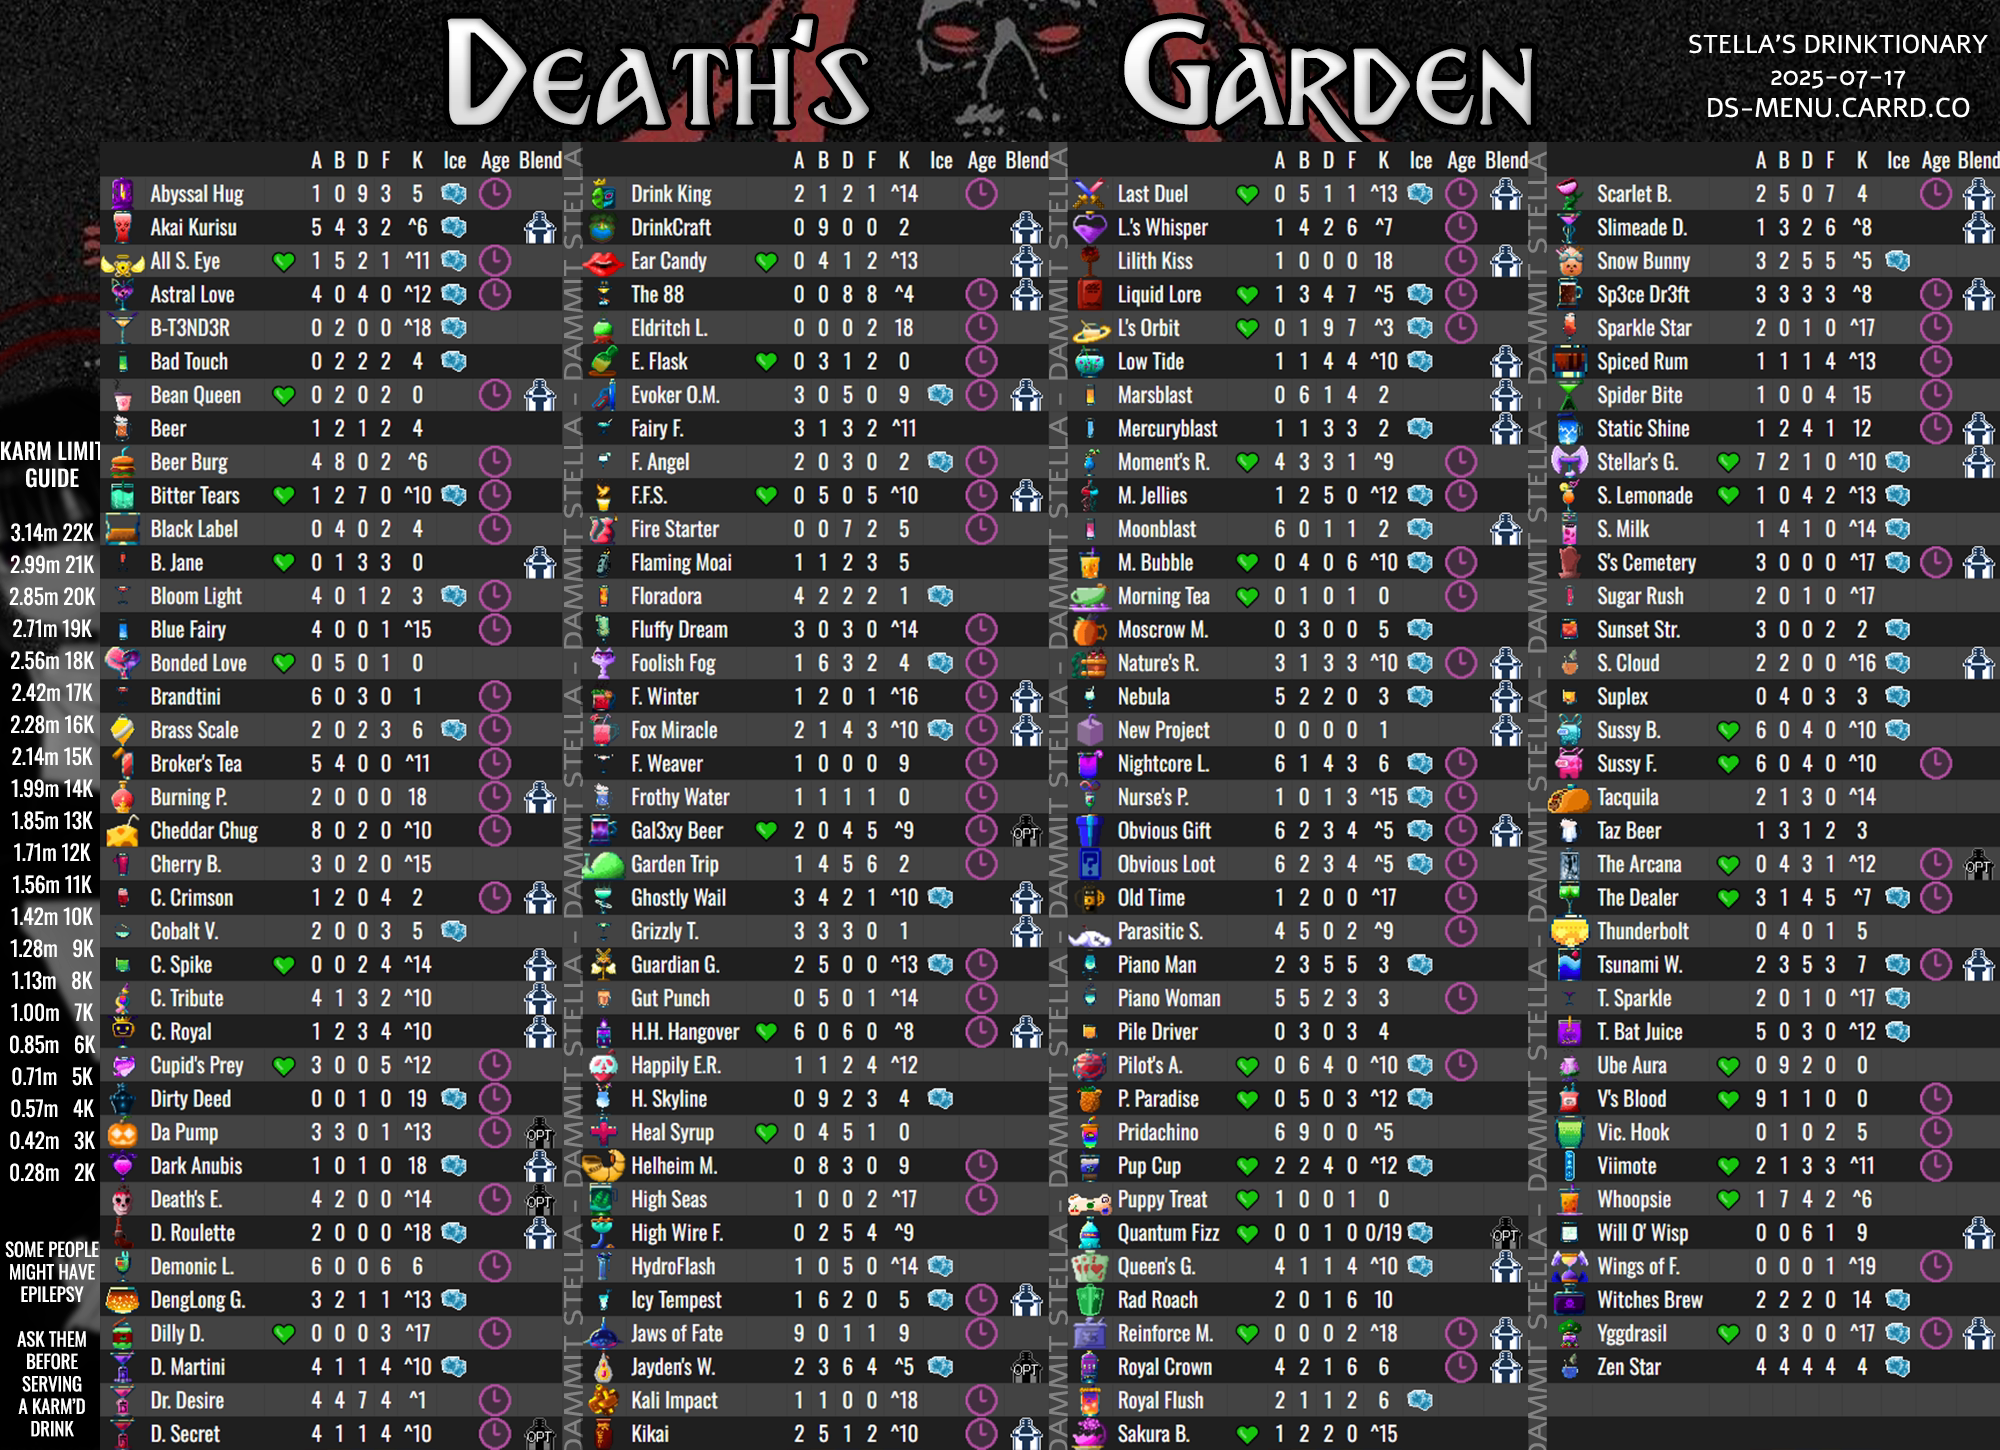 DEATH'S GARDEN
STELLA'S DRINKTIONARY
2025-07-17
DS-MENU.CARRD.CO
KARM LIMIT
GUIDE
3.14m 22K
2.99m 21K
2.85m 20K
2.71m 19K
2.56m 18K
2.42m 17K
2.28m 16K
2.14m 15K
1.99m 14K
1.85m 13K
1.71m 12K
1.56m 11K
1.42m 10K
1.28m 9K
1.13m 8K
1.00m 7K
0.85m 6K
0.71m 5K
0.57m 4K
0.42m 3K
0.28m 2K
SOME PEOPLE
MIGHT HAVE
EPILEPSY
ASK THEM
BEFORE
SERVING
A KARM'D
DRINK
A B D F K Ice Age Blend
Abyssal Hug 1 0 9 3 5
Akai Kurisu 5 4 3 2 ^6
All S. Eye 1 5 2 1 ^11
Astral Love 4 0 4 0 ^12
B-T3ND3R 0 2 0 0 ^18
Bad Touch 0 2 2 2 4
Bean Queen 0 2 0 2 0
Beer 1 2 1 2 4
Beer Burg 4 8 0 2 ^6
Bitter Tears 1 2 7 0 ^10
Black Label 0 4 0 2 4
B. Jane 0 1 3 3 0
Bloom Light 4 0 1 2 3
Blue Fairy 4 0 0 1 ^15
Bonded Love 0 5 0 1 0
Brandtini 6 0 3 0 1
Brass Scale 2 0 2 3 6
Broker's Tea 5 4 0 0 ^11
Burning P. 2 0 0 0 18
Cheddar Chug 8 0 2 0 ^10
Cherry B. 3 0 2 0 ^15
C. Crimson 1 2 0 4 2
Cobalt V. 2 0 0 3 5
C. Spike 0 0 2 4 ^14
C. Tribute 4 1 3 2 ^10
C. Royal 1 2 3 4 ^10
Cupid's Prey 3 0 0 5 ^12
Dirty Deed 0 0 1 0 19
Da Pump 3 3 0 1 ^13 OPT
Dark Anubis 1 0 1 0 18
Death's E. 4 2 0 0 ^14 OPT
D. Roulette 2 0 0 0 ^18
Demonic L. 6 0 0 6 6
DengLong G. 3 2 1 1 ^13
Dilly D. 0 0 0 3 ^17
D. Martini 4 1 1 4 ^10
Dr. Desire 4 4 7 4 ^1
D. Secret 4 1 1 4 ^10 OPT
DAMMIT STELLA - DAMMIT STELLA - DAMMIT STELLA - DAMMIT STELLA
A B D F K Ice Age Blend
Drink King 2 1 2 1 ^14
DrinkCraft 0 9 0 0 2
Ear Candy 0 4 1 2 ^13
The 88 0 0 8 8 ^4
Eldritch L. 0 0 0 2 18
E. Flask 0 3 1 2 0
Evoker O.M. 3 0 5 0 9
Fairy F. 3 1 3 2 ^11
F. Angel 2 0 3 0 2
F.F.S. 0 5 0 5 ^10
Fire Starter 0 0 7 2 5
Flaming Moai 1 1 2 3 5
Floradora 4 2 2 2 1
Fluffy Dream 3 0 3 0 ^14
Foolish Fog 1 6 3 2 4
F. Winter 1 2 0 1 ^16
Fox Miracle 2 1 4 3 ^10
F. Weaver 1 0 0 0 9
Frothy Water 1 1 1 1 0
Gal3xy Beer 2 0 4 5 ^9 OPT
Garden Trip 1 4 5 6 2
Ghostly Wail 3 4 2 1 ^10
Grizzly T. 3 3 3 0 1
Guardian G. 2 5 0 0 ^13
Gut Punch 0 5 0 1 ^14
H.H. Hangover 6 0 6 0 ^8
Happily E.R. 1 1 2 4 ^12
H. Skyline 0 9 2 3 4
Heal Syrup 0 4 5 1 0
Helheim M. 0 8 3 0 9
High Seas 1 0 0 2 ^17
High Wire F. 0 2 5 4 ^9
HydroFlash 1 0 5 0 ^14
Icy Tempest 1 6 2 0 5
Jaws of Fate 9 0 1 1 9
Jayden's W. 2 3 6 4 ^5 OPT
Kali Impact 1 1 0 0 ^18
Kikai 2 5 1 2 ^10
DAMMIT STELLA - DAMMIT STELLA - DAMMIT STELLA - DAMMIT STELLA
A B D F K Ice Age Blend
Last Duel 0 5 1 1 ^13
L.'s Whisper 1 4 2 6 ^7
Lilith Kiss 1 0 0 0 18
Liquid Lore 1 3 4 7 ^5
L's Orbit 0 1 9 7 ^3
Low Tide 1 1 4 4 ^10
Marsblast 0 6 1 4 2
Mercuryblast 1 1 3 3 2
Moment's R. 4 3 3 1 ^9
M. Jellies 1 2 5 0 ^12
Moonblast 6 0 1 1 2
M. Bubble 0 4 0 6 ^10
Morning Tea 0 1 0 1 0
Moscrow M. 0 3 0 0 5
Nature's R. 3 1 3 3 ^10
Nebula 5 2 2 0 3
New Project 0 0 0 0 1
Nightcore L. 6 1 4 3 6
Nurse's P. 1 0 1 3 ^15
Obvious Gift 6 2 3 4 ^5
Obvious Loot 6 2 3 4 ^5
Old Time 1 2 0 0 ^17
Parasitic S. 4 5 0 2 ^9
Piano Man 2 3 5 5 3
Piano Woman 5 5 2 3 3
Pile Driver 0 3 0 3 4
Pilot's A. 0 6 4 0 ^10
P. Paradise 0 5 0 3 ^12
Pridachino 6 9 0 0 ^5
Pup Cup 2 2 4 0 ^12
Puppy Treat 1 0 0 1 0
Quantum Fizz 0 0 1 0 0/19 OPT
Queen's G. 4 1 1 4 ^10
Rad Roach 2 0 1 6 10
Reinforce M. 0 0 0 2 ^18
Royal Crown 4 2 1 6 6
Royal Flush 2 1 1 2 6
Sakura B. 1 2 2 0 ^15
DAMMIT STELLA - DAMMIT STELLA - DAMMIT STELLA - DAMMIT STELLA
A B D F K Ice Age Blend
Scarlet B. 2 5 0 7 4
Slimeade D. 1 3 2 6 ^8
Snow Bunny 3 2 5 5 ^5
Sp3ce Dr3ft 3 3 3 3 ^8
Sparkle Star 2 0 1 0 ^17
Spiced Rum 1 1 1 4 ^13
Spider Bite 1 0 0 4 15
Static Shine 1 2 4 1 12
Stellar's G. 7 2 1 0 ^10
S. Lemonade 1 0 4 2 ^13
S. Milk 1 4 1 0 ^14
S's Cemetery 3 0 0 0 ^17
Sugar Rush 2 0 1 0 ^17
Sunset Str. 3 0 0 2 2
S. Cloud 2 2 0 0 ^16
Suplex 0 4 0 3 3
Sussy B. 6 0 4 0 ^10
Sussy F. 6 0 4 0 ^10
Tacquila 2 1 3 0 ^14
Taz Beer 1 3 1 2 3
The Arcana 0 4 3 1 ^12 OPT
The Dealer 3 1 4 5 ^7
Thunderbolt 0 4 0 1 5
Tsunami W. 2 3 5 3 7
T. Sparkle 2 0 1 0 ^17
T. Bat Juice 5 0 3 0 ^12
Ube Aura 0 9 2 0 0
V's Blood 9 1 1 0 0
Vic. Hook 0 1 0 2 5
Viimote 2 1 3 3 ^11
Whoopsie 1 7 4 2 ^6
Will O' Wisp 0 0 6 1 9
Wings of F. 0 0 0 1 ^19
Witches Brew 2 2 2 0 14
Yggdrasil 0 3 0 0 ^17
Zen Star 4 4 4 4 4